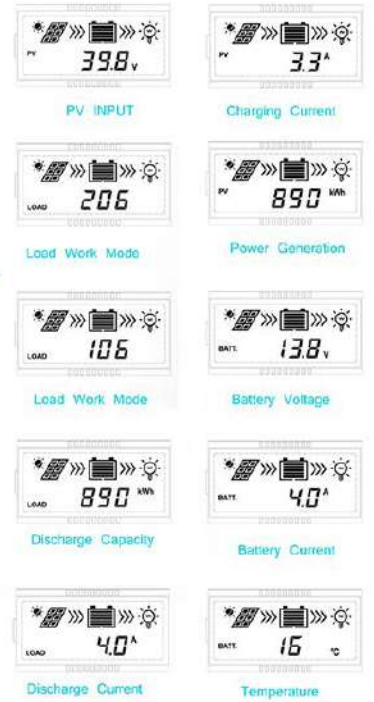 PV
39.8 V
PV INPUT
PV
3.3 A
Charging Current
LOAD
206
Load Work Mode
PV
890 kWh
Power Generation
LOAD
106
Load Work Mode
BATT.
13.8 V
Battery Voltage
LOAD
890 kWh
Discharge Capacity
BATT.
4.0 A
Battery Current
LOAD
4.0 A
Discharge Current
BATT.
16 °C
Temperature